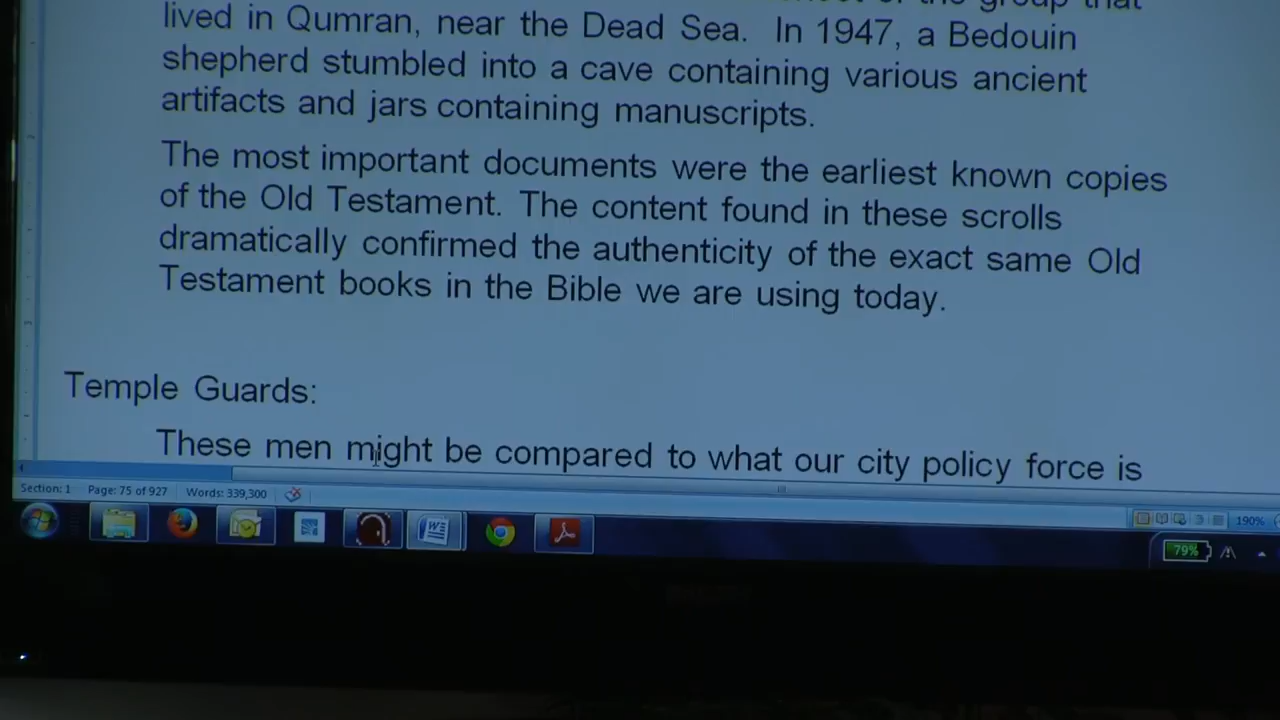 of the group that
lived in Qumran, near the Dead Sea. In 1947, a Bedouin
shepherd stumbled into a cave containing various ancient
artifacts and jars containing manuscripts.
The most important documents were the earliest known copies
of the Old Testament. The content found in these scrolls
dramatically confirmed the authenticity of the exact same Old
Testament books in the Bible we are using today.
Temple Guards:
These men might be compared to what our city policy force is
Section: 1 Page: 75 of 927 Words: 339,300
190%
79%